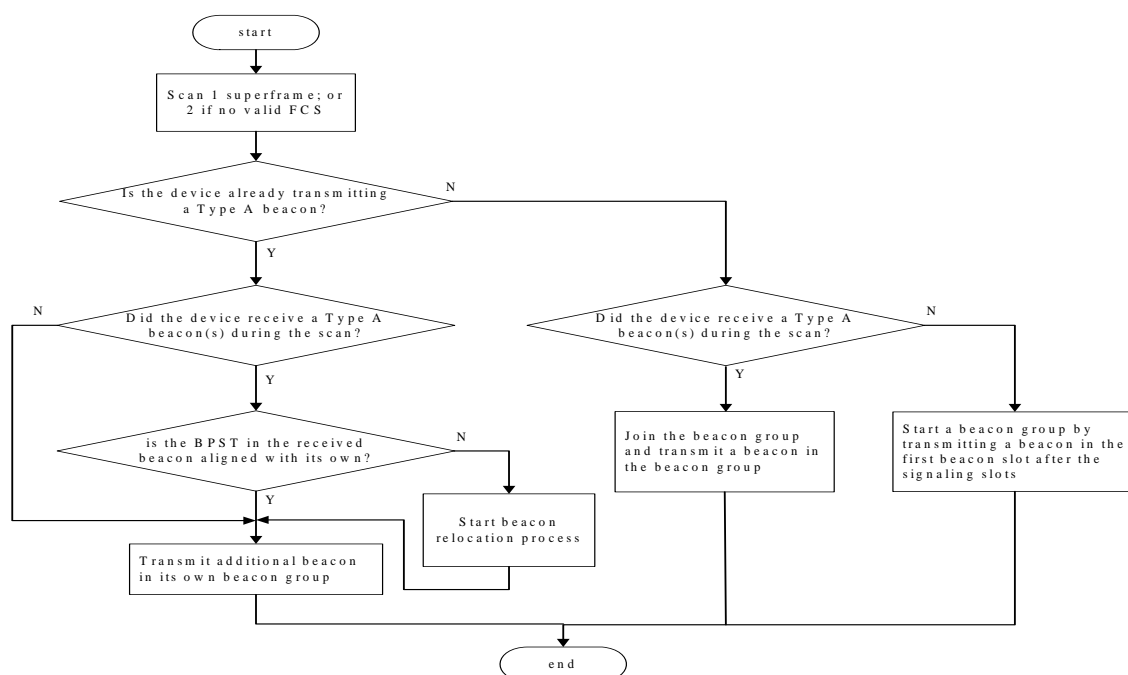 start
Scan 1 superframe; or
2 if no valid FCS
Is the device already transmitting
a Type A beacon?
N
Y
Did the device receive a Type A
beacon(s) during the scan?
N
Y
Did the device receive a Type A
beacon(s) during the scan?
N
Y
is the BPST in the received
beacon aligned with its own?
N
Y
Join the beacon group
and transmit a beacon in
the beacon group
Start a beacon group by
transmitting a beacon in the
first beacon slot after the
signaling slots
Start beacon
relocation process
Transmit additional beacon
in its own beacon group
end